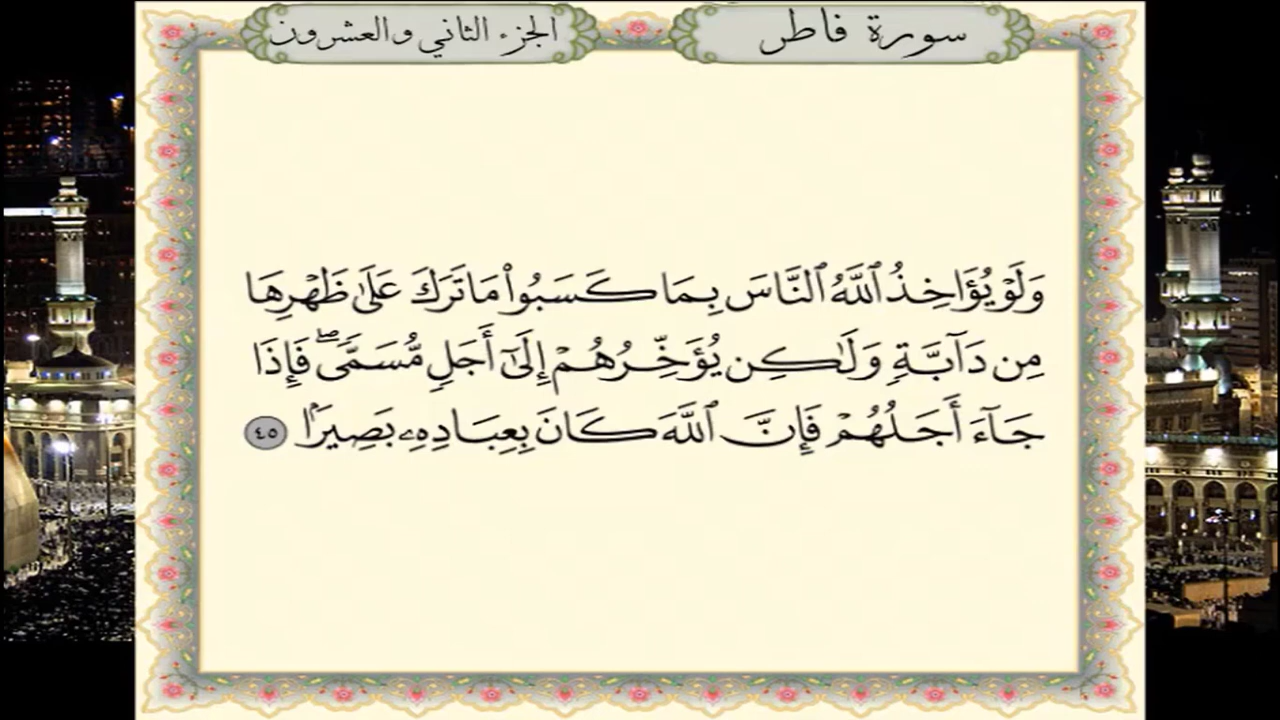 سورة فاطر
الجزء الثاني والعشرون
وَلَوْ يُؤَاخِذُ ٱللَّهُ ٱلنَّاسَ بِمَا كَسَبُوا۟ مَا تَرَكَ عَلَىٰ ظَهْرِهَا
مِن دَآبَّةٍ وَلَٰكِن يُؤَخِّرُهُمْ إِلَىٰٓ أَجَلٍ مُّسَمًّى ۖ فَإِذَا
جَآءَ أَجَلُهُمْ فَإِنَّ ٱللَّهَ كَانَ بِعِبَادِهِۦ بَصِيرًۢا ٤٥